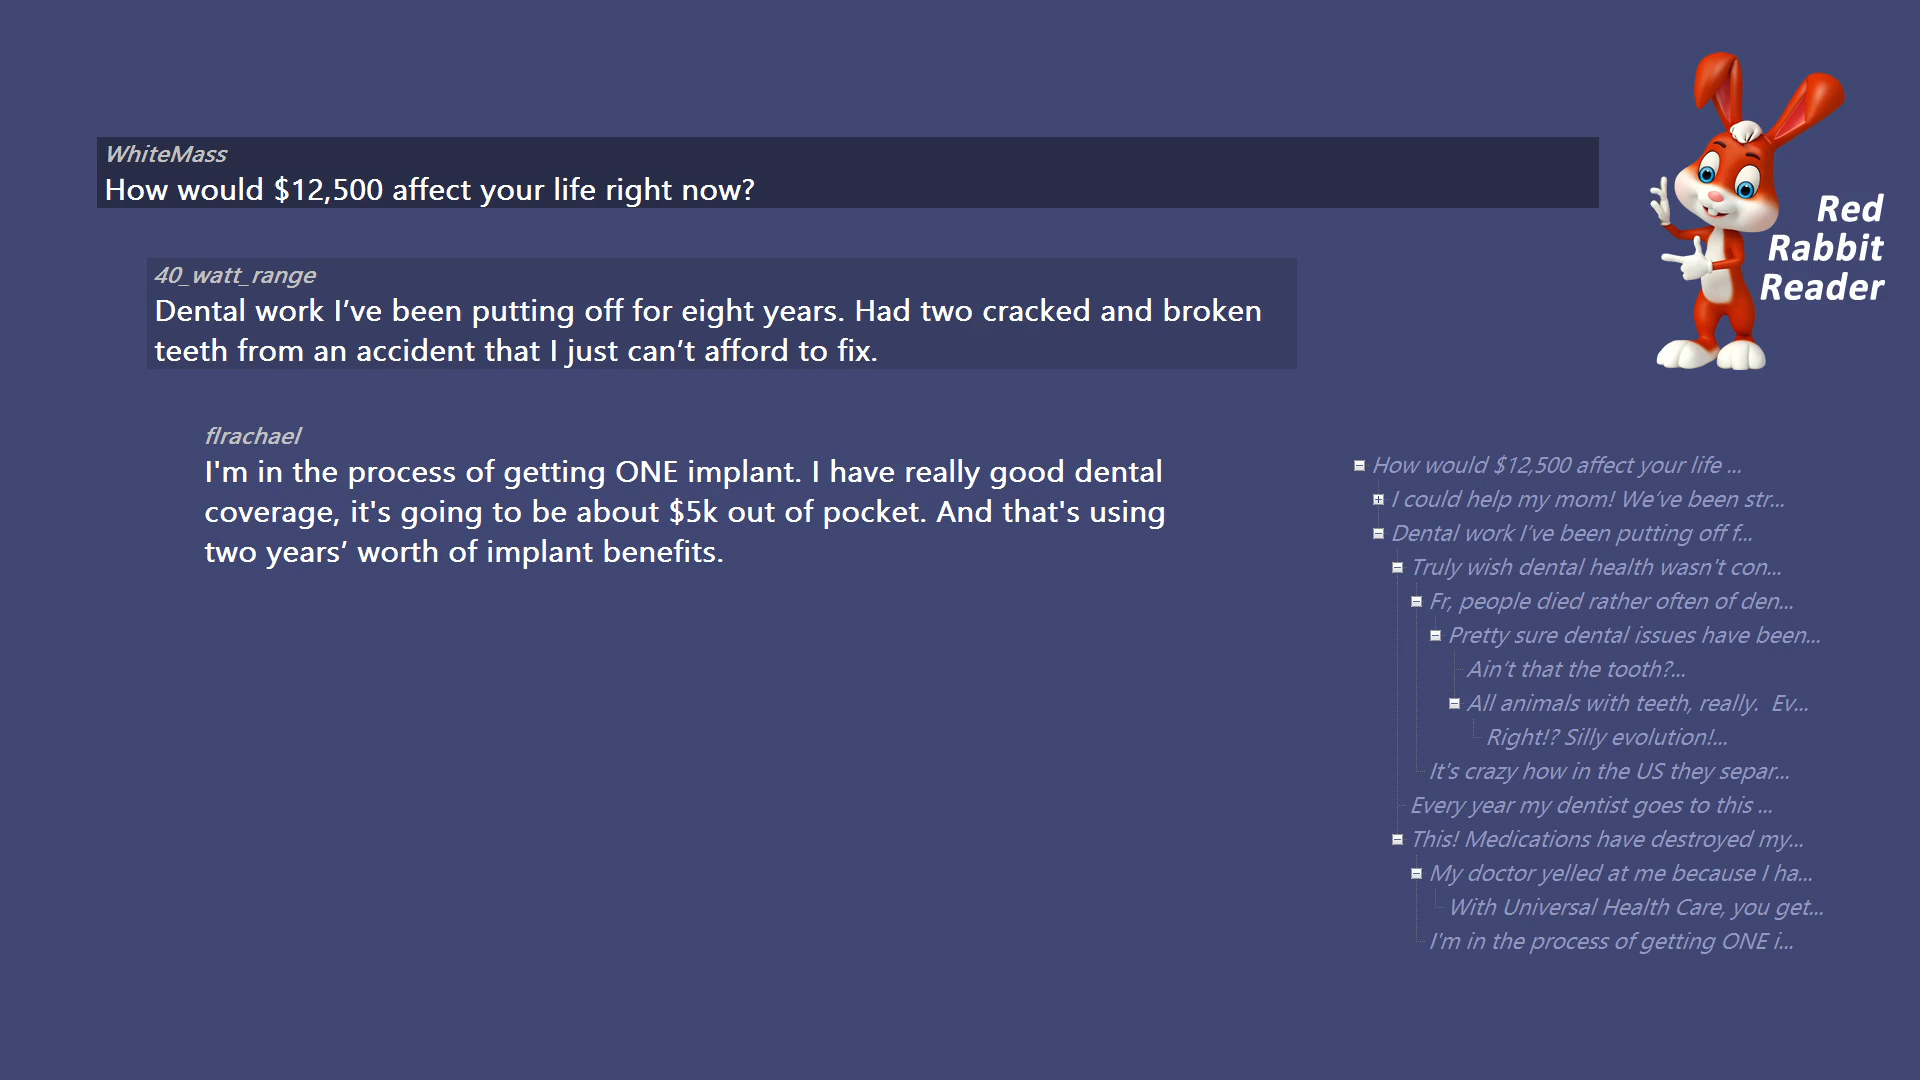 WhiteMass
How would $12,500 affect your life right now?
40_watt_range
Dental work I’ve been putting off for eight years. Had two cracked and broken
teeth from an accident that I just can’t afford to fix.
flrachael
I'm in the process of getting ONE implant. I have really good dental
coverage, it's going to be about $5k out of pocket. And that's using
two years’ worth of implant benefits.
Red
Rabbit
Reader
How would $12,500 affect your life ...
I could help my mom! We’ve been str...
Dental work I’ve been putting off f...
Truly wish dental health wasn't con...
Fr, people died rather often of den...
Pretty sure dental issues have been...
Ain’t that the tooth?...
All animals with teeth, really.  Ev...
Right!? Silly evolution!...
It's crazy how in the US they separ...
Every year my dentist goes to this ...
This! Medications have destroyed my...
My doctor yelled at me because I ha...
With Universal Health Care, you get...
I'm in the process of getting ONE i...